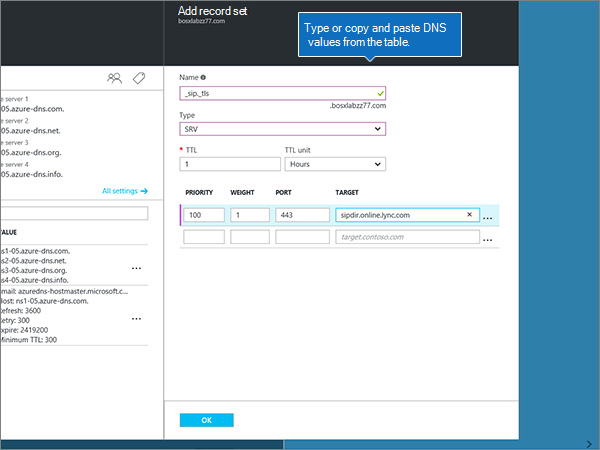 Add record set
bosxlabzz77.com
Type or copy and paste DNS
values from the table.
Name
_sip._tls
.bosxlabzz77.com
Type
SRV
* TTL
TTL unit
1
Hours
PRIORITY WEIGHT PORT TARGET
100 1 443 sipdir.online.lync.com ...
target.contoso.com ...
OK
e server 1
05.azure-dns.com.
e server 2
05.azure-dns.net.
e server 3
05.azure-dns.org.
e server 4
05.azure-dns.info.
All settings →
VALUE
ns1-05.azure-dns.com.
ns2-05.azure-dns.net.
ns3-05.azure-dns.org. ...
ns4-05.azure-dns.info.
Email: azuredns-hostmaster.microsoft.c...
Host: ns1-05.azure-dns.com.
Refresh: 3600
Retry: 300 ...
Expire: 2419200
Minimum TTL: 300